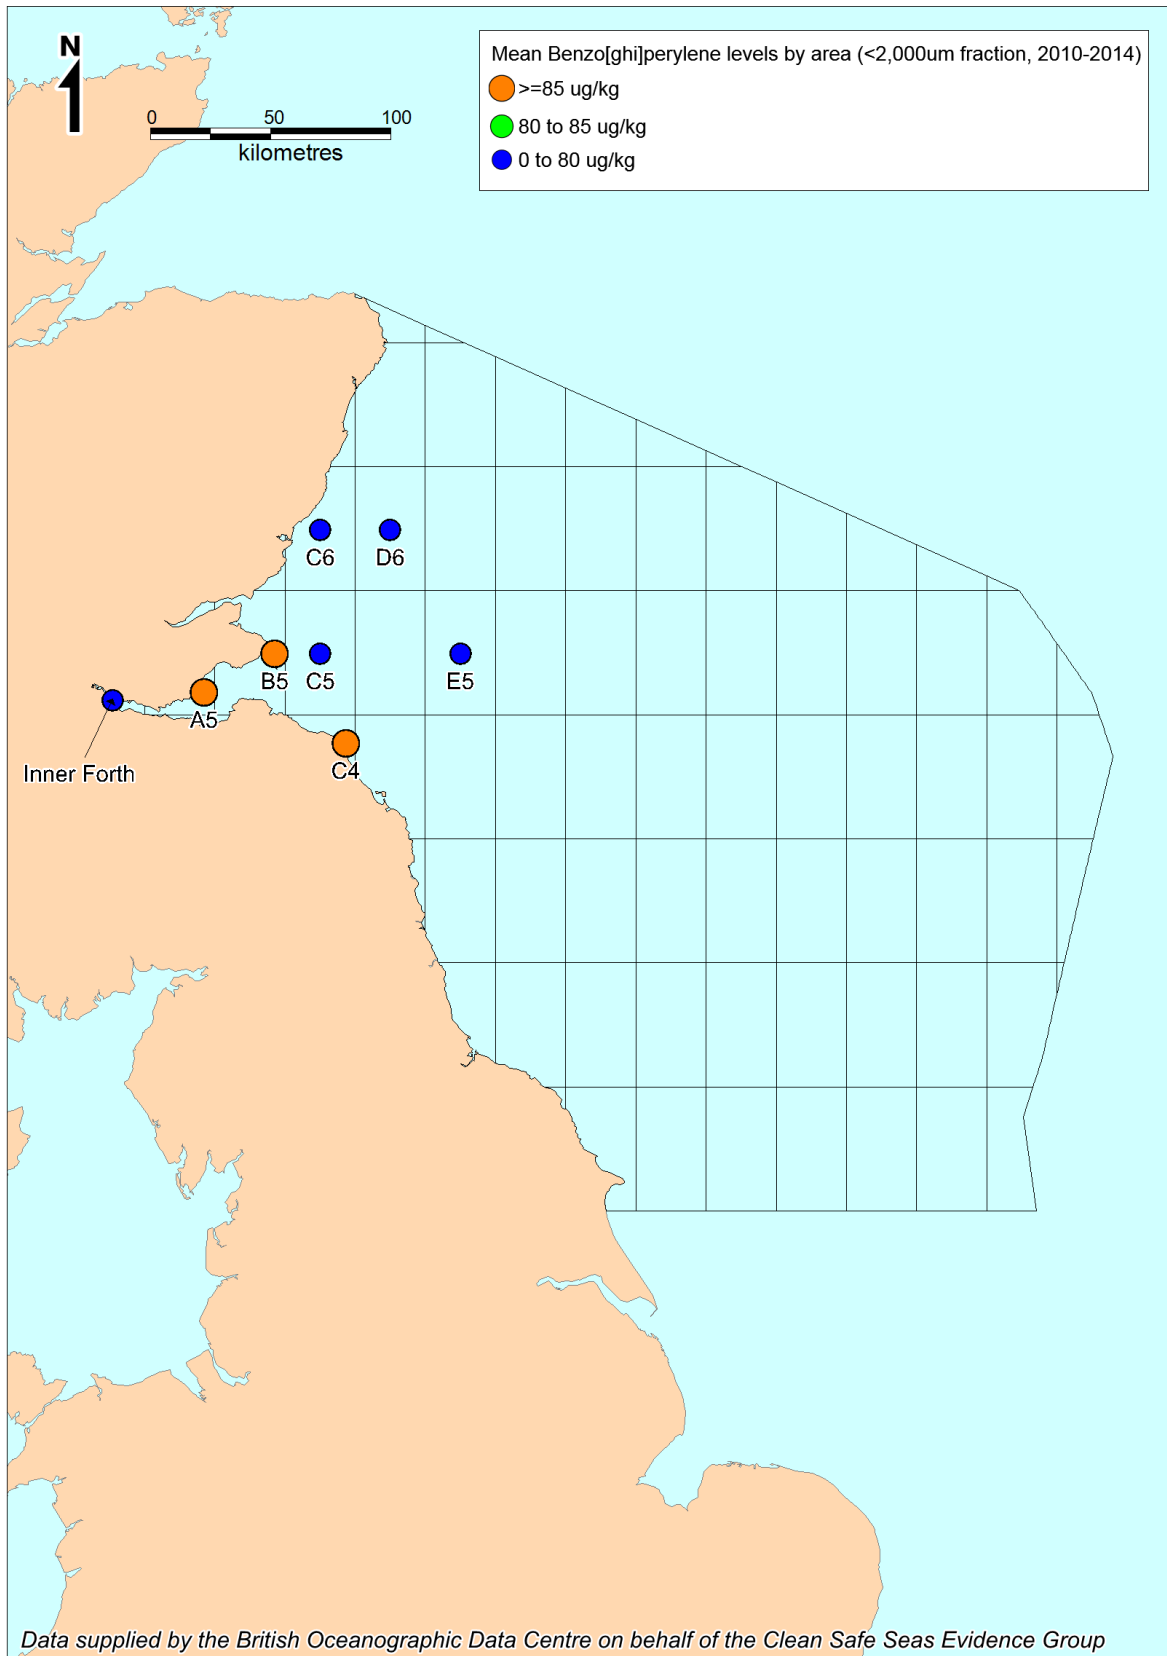 N
0 50 100
kilometres
Mean Benzo[ghi]perylene levels by area (<2,000um fraction, 2010-2014)
>=85 ug/kg
80 to 85 ug/kg
0 to 80 ug/kg
C6 D6
B5 C5 E5
A5
C4
Inner Forth
Data supplied by the British Oceanographic Data Centre on behalf of the Clean Safe Seas Evidence Group